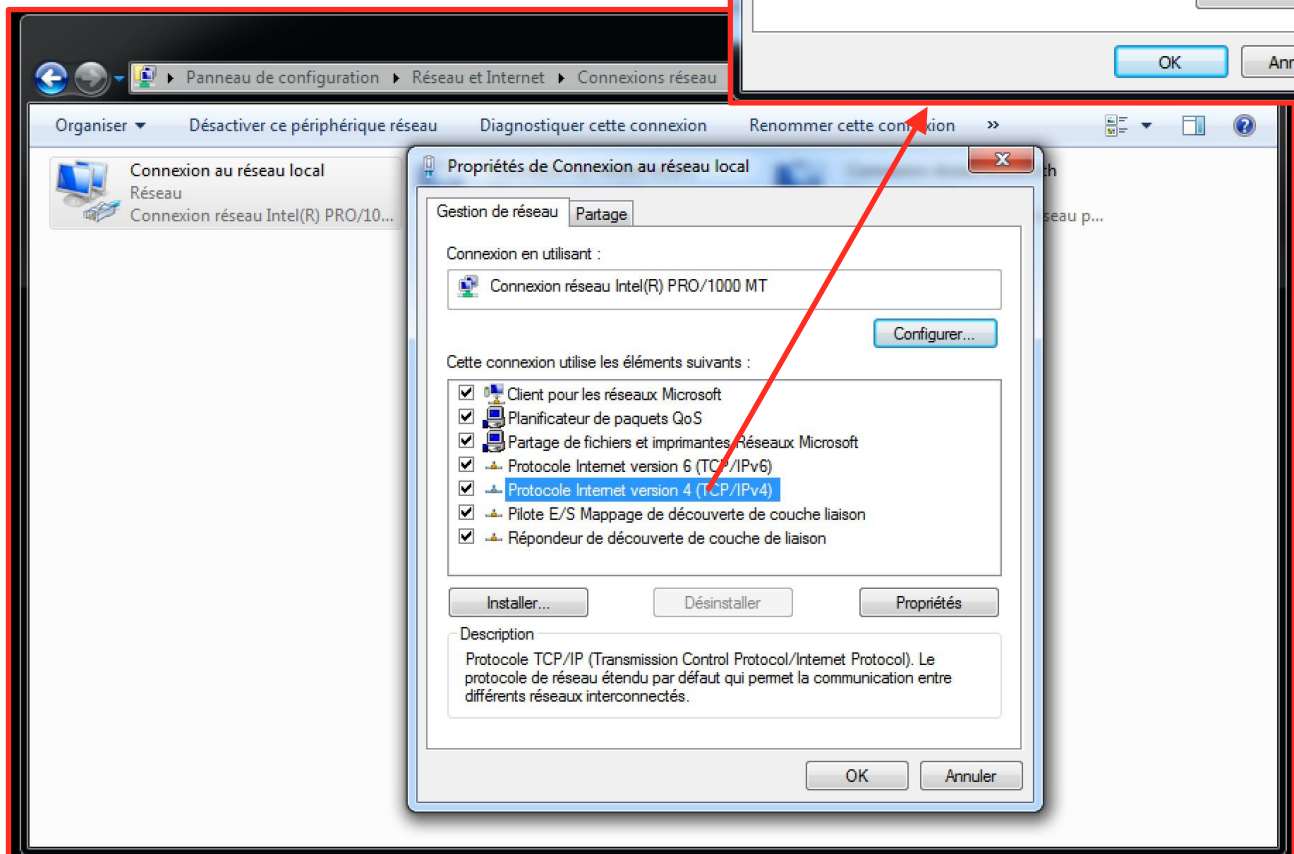 OK
Ann
Panneau de configuration Réseau et Internet Connexions réseau
Organiser Désactiver ce périphérique réseau Diagnostiquer cette connexion Renommer cette connexion »
Connexion au réseau local
Réseau
Connexion réseau Intel(R) PRO/10...
seau p...
Propriétés de Connexion au réseau local
Gestion de réseau Partage
Connexion en utilisant :
Connexion réseau Intel(R) PRO/1000 MT
Configurer...
Cette connexion utilise les éléments suivants :
Client pour les réseaux Microsoft
Planificateur de paquets QoS
Partage de fichiers et imprimantes Réseaux Microsoft
Protocole Internet version 6 (TCP/IPv6)
Protocole Internet version 4 (TCP/IPv4)
Pilote E/S Mappage de découverte de couche liaison
Répondeur de découverte de couche de liaison
Installer... Désinstaller Propriétés
Description
Protocole TCP/IP (Transmission Control Protocol/Internet Protocol). Le
protocole de réseau étendu par défaut qui permet la communication entre
différents réseaux interconnectés.
OK Annuler